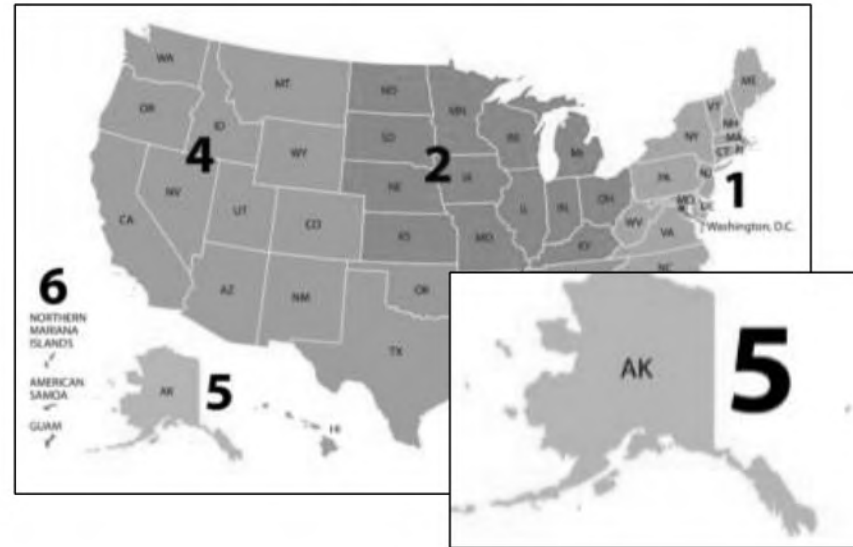 WA
MT
ND
MN
ME
VT
NH
OR
ID
SD
MI
NY
MA
CT
RI
4
WY
2
IA
PA
NJ
1
NV
NE
IL
IN
OH
MD
DE
CA
UT
CO
KS
MO
KY
WV
VA
Washington, D.C.
NC
6
AZ
NM
OK
NORTHERN
MARIANA
ISLANDS
TX
AK
5
AMERICAN
SAMOA
GUAM
HI
AK
5